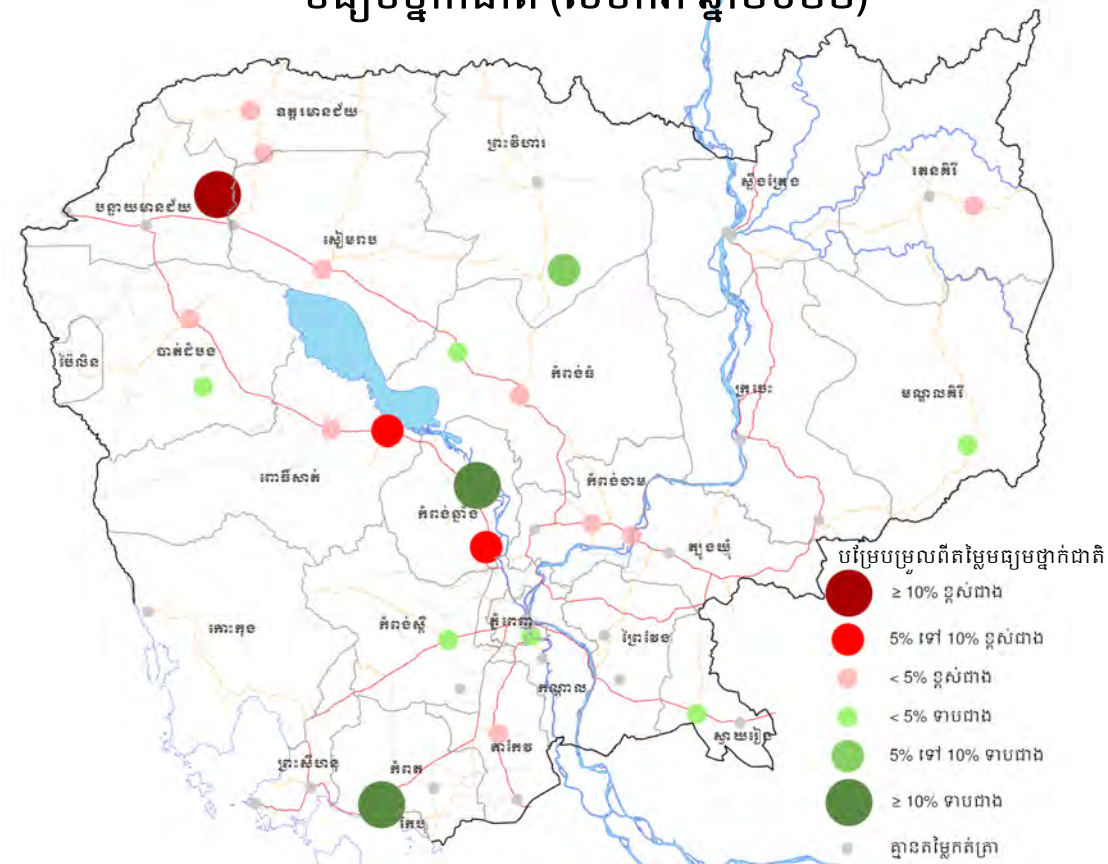 ឧត្តរមានជ័យ
ព្រះវិហារ
ស្ទឹងត្រែង
រតនគិរី
បន្ទាយមានជ័យ
សៀមរាប
ប៉ៃលិន
បាត់ដំបង
កំពង់ធំ
ក្រចេះ
មណ្ឌលគិរី
ពោធិ៍សាត់
កំពង់ចាម
កំពង់ឆ្នាំង
ត្បូងឃ្មុំ
បម្រែបម្រួលពីតម្លៃមធ្យមថ្នាក់ជាតិ
≥ 10% ខ្ពស់ជាង
កោះកុង
កំពង់ស្ពឺ
ភ្នំពេញ
ព្រៃវែង
5% ទៅ 10% ខ្ពស់ជាង
< 5% ខ្ពស់ជាង
កណ្តាល
< 5% ទាបជាង
ស្វាយរៀង
តាកែវ
5% ទៅ 10% ទាបជាង
ព្រះសីហនុ
កំពត
≥ 10% ទាបជាង
កែប
គ្មានតម្លៃកត់ត្រា